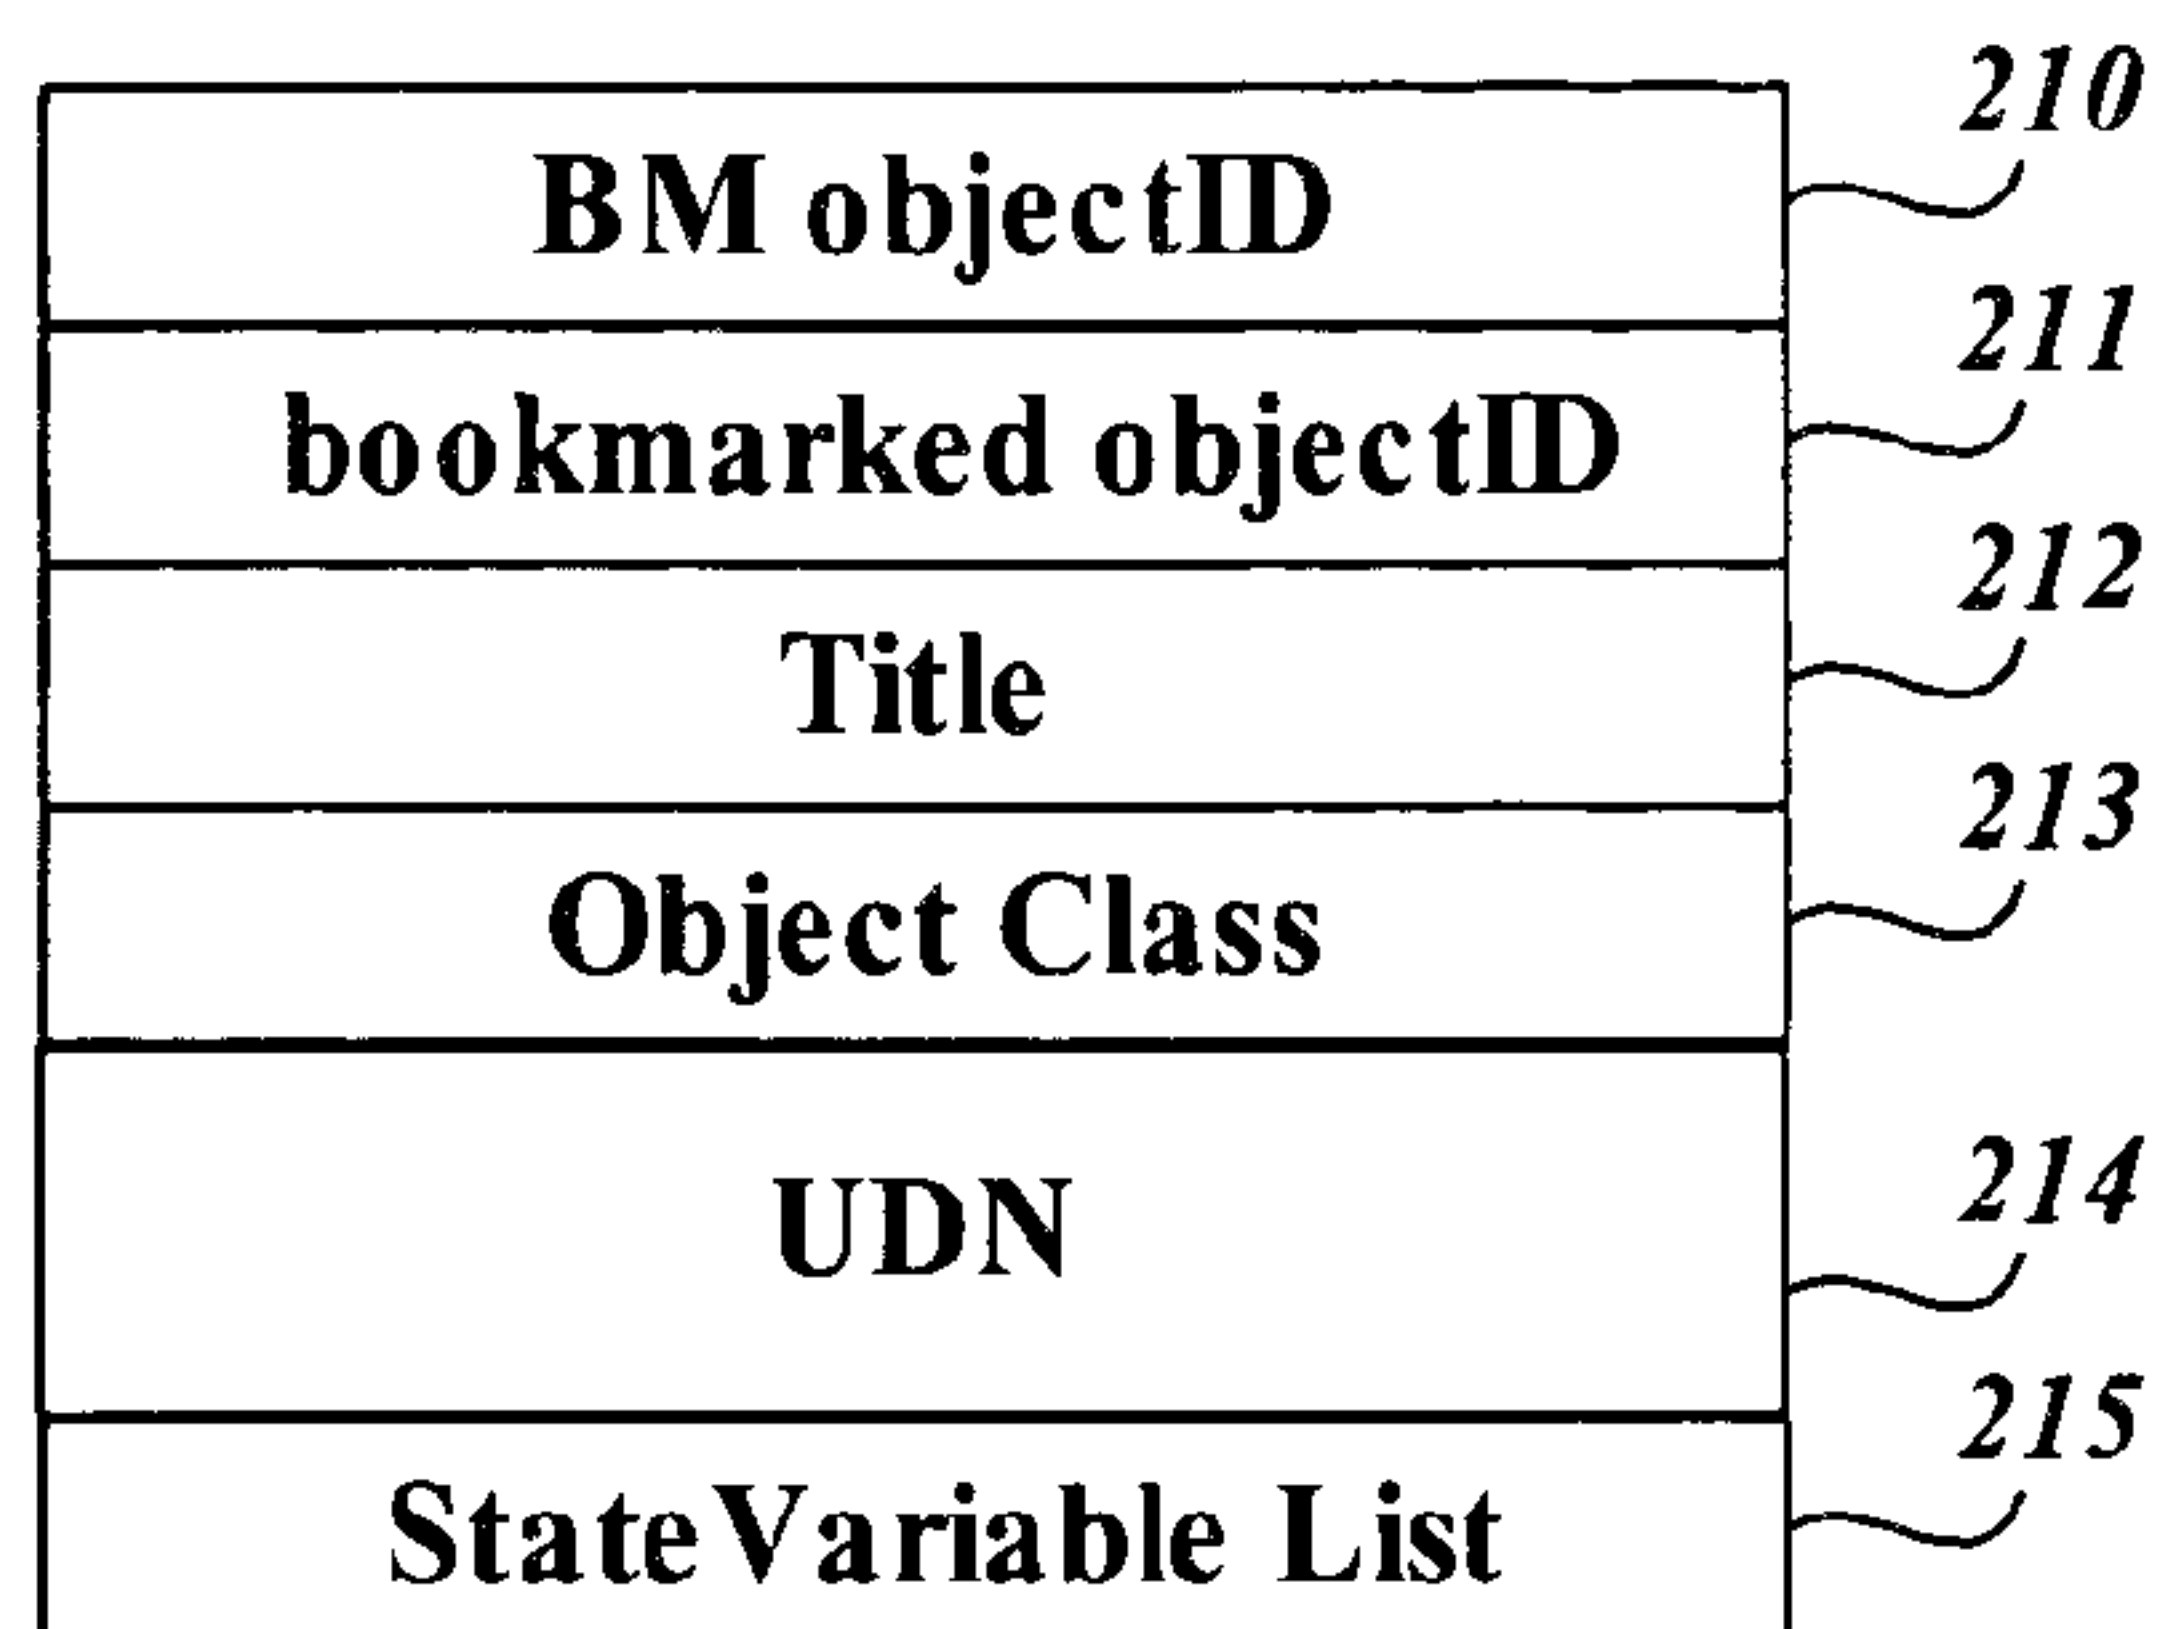 210
BM objectID
211
bookmarked objectID
212
Title
213
Object Class
214
UDN
215
StateVariable List